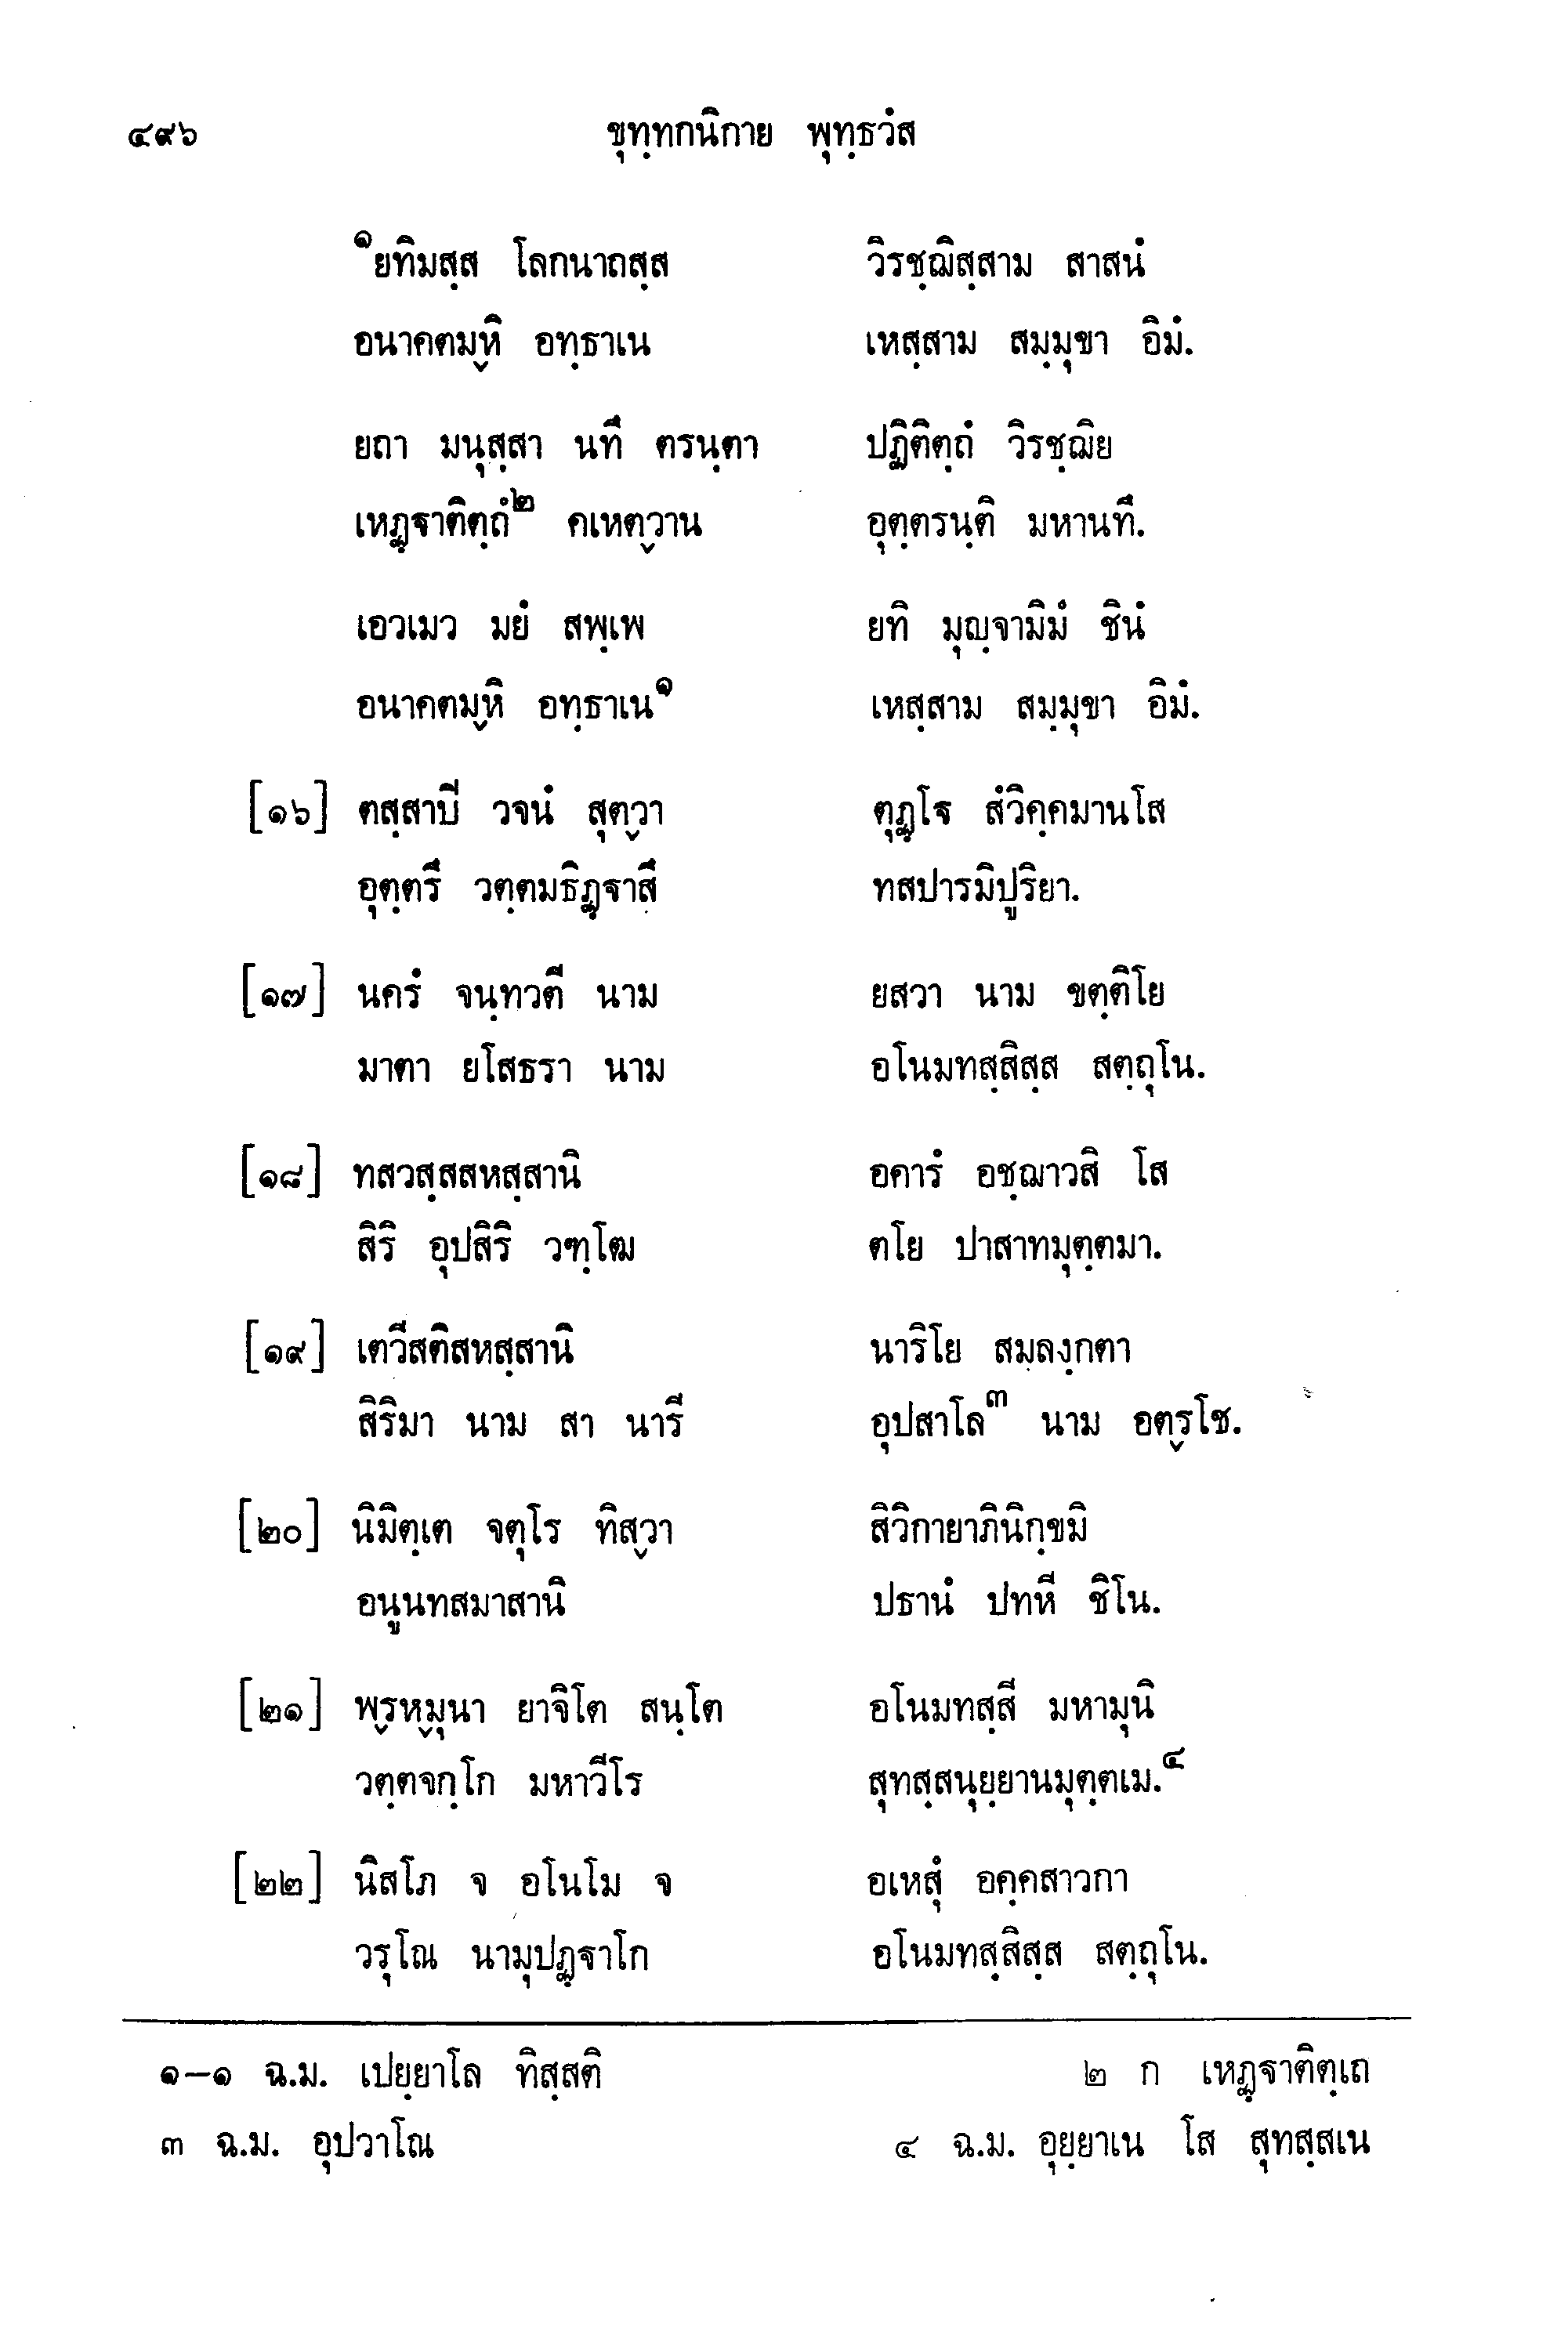 ๔๙๖ ขุทฺทกนิกาย พุทฺธวํส
๑ยทิมสฺส โลกนาถสฺส วิรชฺฌิสฺสาม สาสนํ
อนาคตมฺหิ อทฺธาเน เหสฺสาม สมฺมุขา อิมํ.
ยถา มนุสฺสา นทึ ตรนฺตา ปฏิติตฺถํ วิรชฺฌิย
เหฏฺฐาติตฺถํ๒ คเหตฺวาน อุตฺตรนฺติ มหานทึ.
เอวเมว มยํ สพฺเพ ยทิ มุญฺจามิมํ ชินํ
อนาคตมฺหิ อทฺธาเน๑ เหสฺสาม สมฺมุขา อิมํ.
[๑๖] ตสฺสาปิ วจนํ สุตฺวา ตุฏฺโฐ สํวิคฺคมานโส
อุตฺตรึ วตฺตมธิฏฺฐาสึ ทสปารมิปูริยา.
[๑๗] นครํ จนฺทวตี นาม ยสวา นาม ขตฺติโย
มาตา ยโสธรา นาม อโนมทสฺสิสฺส สตฺถุโน.
[๑๘] ทสวสฺสสหสฺสานิ อคารํ อชฺฌาวสิ โส
สิริ อุปสิริ วฑฺโฒ ตโย ปาสาทมุตฺตมา.
[๑๙] เตวีสติสหสฺสานิ นาริโย สมลงฺกตา
สิริมา นาม สา นารี อุปสาโล๓ นาม อตฺรโช.
[๒๐] นิมิตฺเต จตุโร ทิสฺวา สิวิกายาภินิกฺขมิ
อนูนทสมาสานิ ปธานํ ปทหี ชิโน.
[๒๑] พฺรหฺมุนา ยาจิโต สนฺโต อโนมทสฺสี มหามุนิ
วตฺตจกฺโก มหาวีโร สุทสฺสนุยฺยานมุตฺตเม.๔
[๒๒] นิสโภ จ อโนโม จ อเหสุํ อคฺคสาวกา
วรุโณ นามุปฏฺฐาโก อโนมทสฺสิสฺส สตฺถุโน.
๑–๑ ฉ.ม. เปยฺยาโล ทิสฺสติ ๒ ก เหฏฺฐาติตฺเถ
๓ ฉ.ม. อุปวาโณ ๔ ฉ.ม. อุยฺยาเน โส สุทสฺสเน